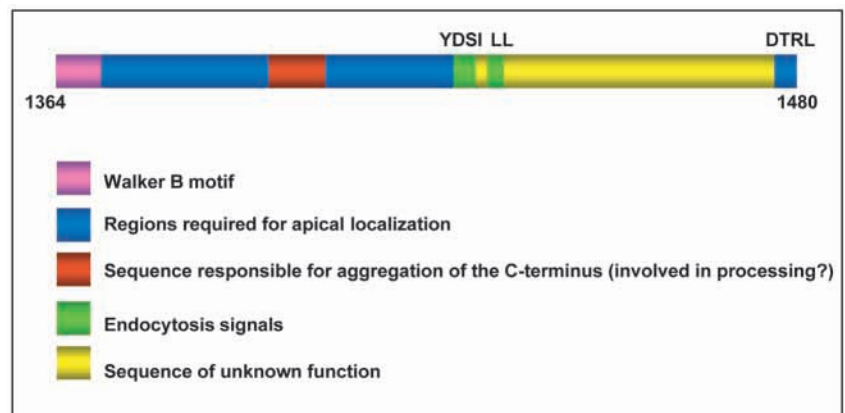 YDSI LL DTRL
1364 1480
Walker B motif
Regions required for apical localization
Sequence responsible for aggregation of the C-terminus (involved in processing?)
Endocytosis signals
Sequence of unknown function